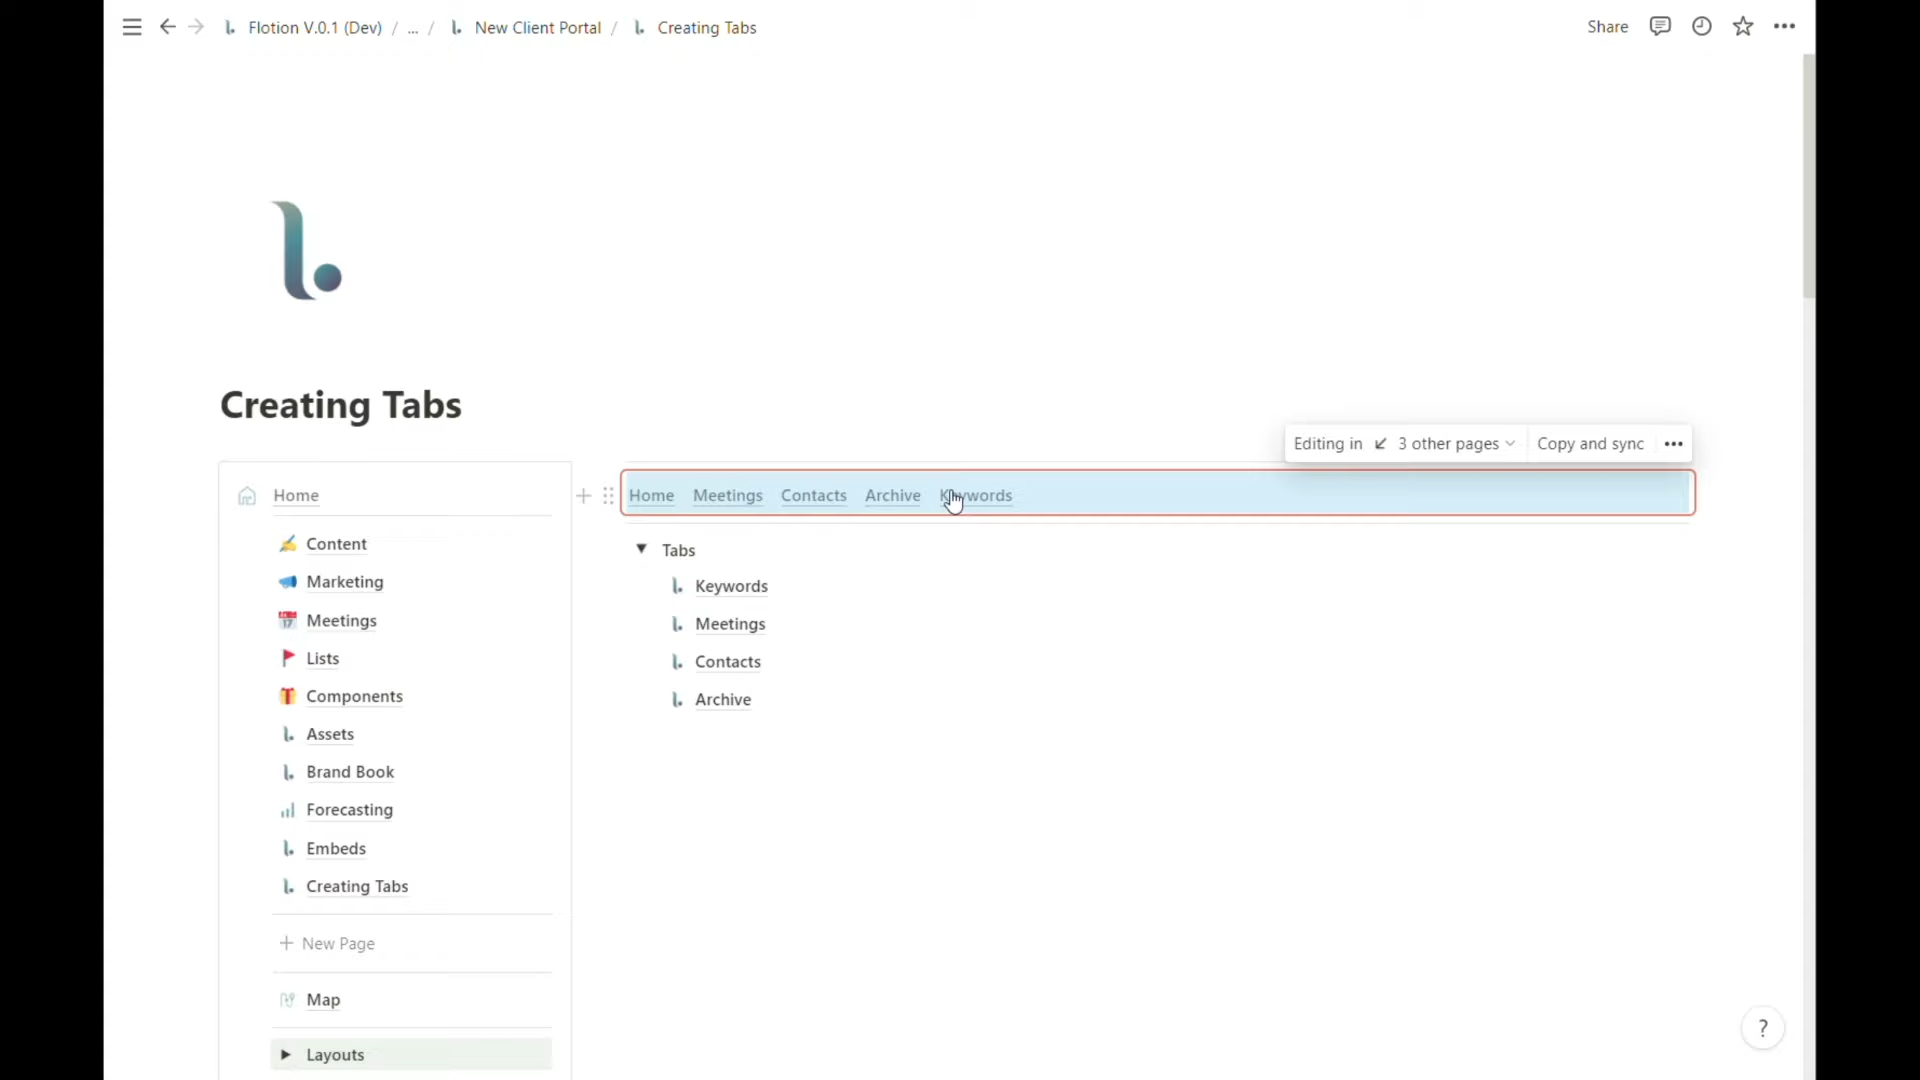 Flotion V.0.1 (Dev) / ... / New Client Portal / Creating Tabs
Share
Creating Tabs
Editing in 3 other pages Copy and sync
Home
Home Meetings Contacts Archive Keywords
Content
Marketing
Meetings
Lists
Components
Assets
Brand Book
Forecasting
Embeds
Creating Tabs
+ New Page
Map
Layouts
Tabs
Keywords
Meetings
Contacts
Archive
?